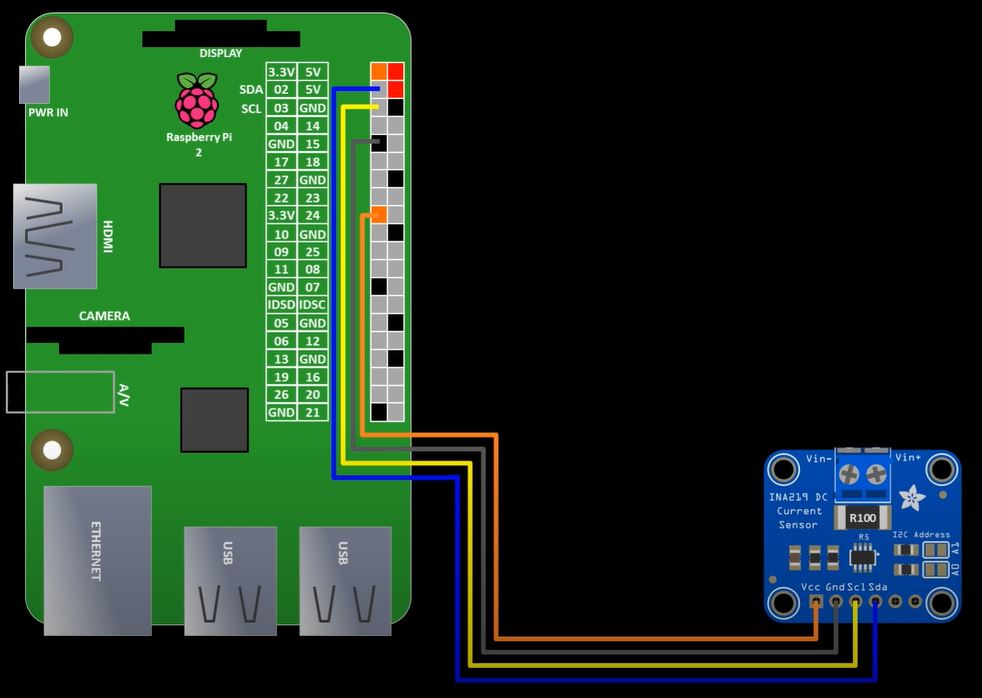 DISPLAY
PWR IN
Raspberry Pi
2
SDA
SCL
3.3V 5V
02 5V
03 GND
04 14
GND 15
17 18
27 GND
22 23
3.3V 24
10 GND
09 25
11 08
GND 07
IDSD IDSC
05 GND
06 12
13 GND
19 16
26 20
GND 21
HDMI
CAMERA
A/V
ETHERNET
USB
USB
Vin- Vin+
INA219 DC
Current
Sensor
R100
R5
I2C Address
A1
A0
Vcc Gnd Scl Sda